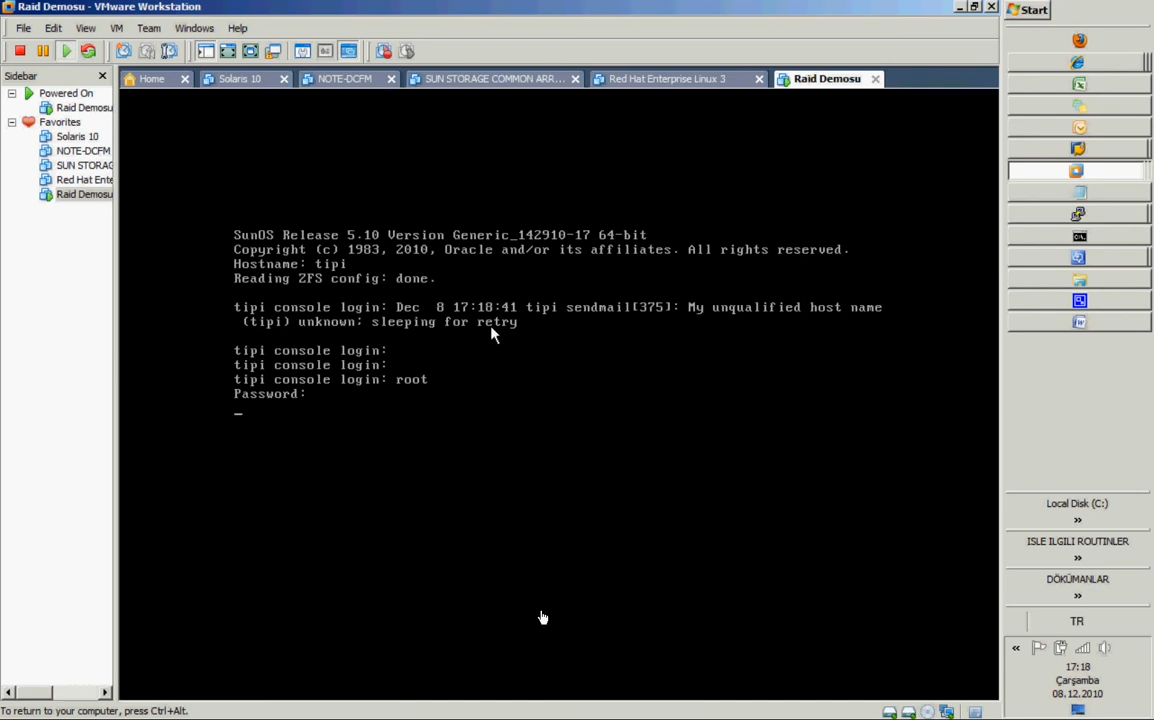 Raid Demosu - VMware Workstation
Start
File Edit View VM Team Windows Help
Sidebar
Home Solaris 10 NOTE-DCFM SUN STORAGE COMMON ARR... Red Hat Enterprise Linux 3 Raid Demosu
Powered On
Raid Demosu
Favorites
Solaris 10
NOTE-DCFM
SUN STORAG
Red Hat Ente
Raid Demosu
SunOS Release 5.10 Version Generic_142910-17 64-bit
Copyright (c) 1983, 2010, Oracle and/or its affiliates. All rights reserved.
Hostname: tipi
Reading ZFS config: done.
tipi console login: Dec 8 17:18:41 tipi sendmail[375]: My unqualified host name
(tipi) unknown: sleeping for retry
tipi console login:
tipi console login:
tipi console login: root
Password:
_
Local Disk (C:)
»
ISLE ILGILI ROUTINLER
»
DÖKÜMANLAR
»
TR
«
17:18
Çarşamba
08.12.2010
To return to your computer, press Ctrl+Alt.